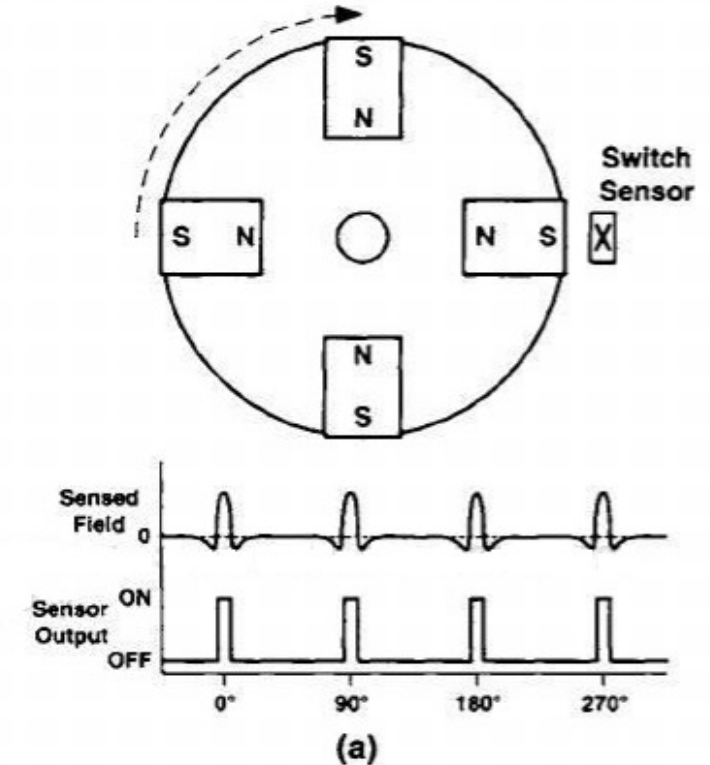 S
N
Switch
Sensor
S N
N S
X
N
S
Sensed
Field
0
ON
Sensor
Output
OFF
0° 90° 180° 270°
(a)